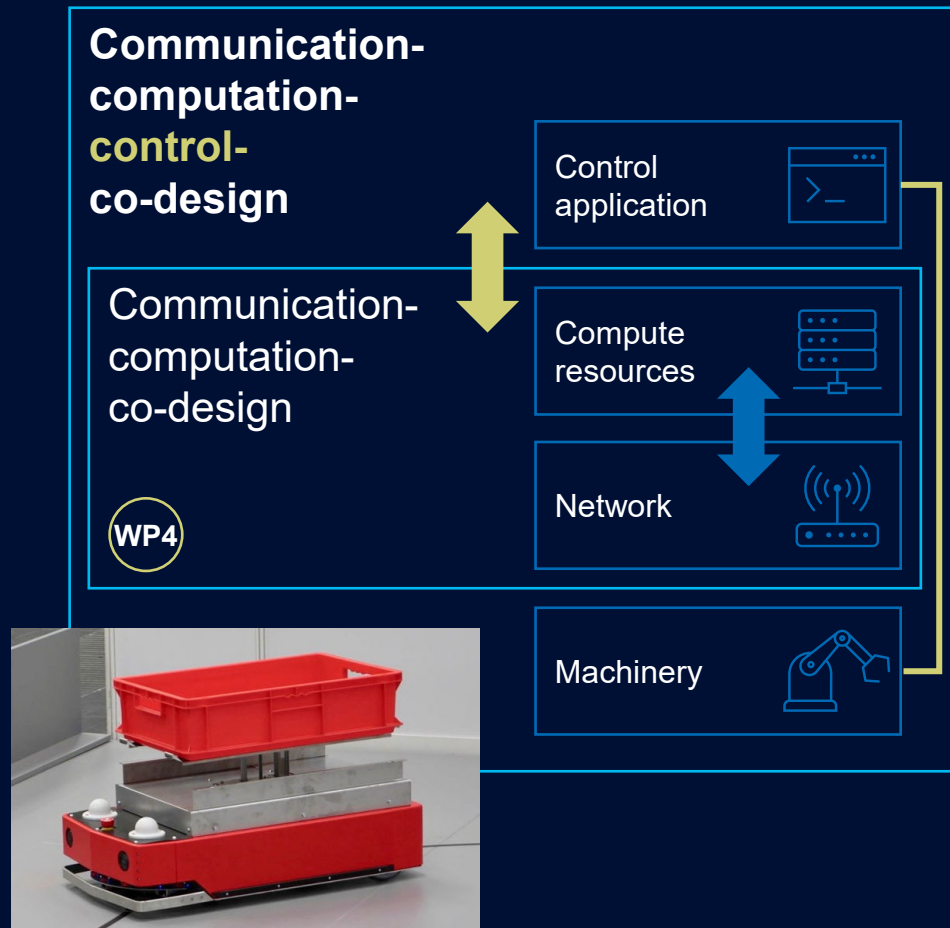 Communication-
computation-
control-
co-design
Control
application
Communication-
computation-
co-design
Compute
resources
Network
WP4
Machinery